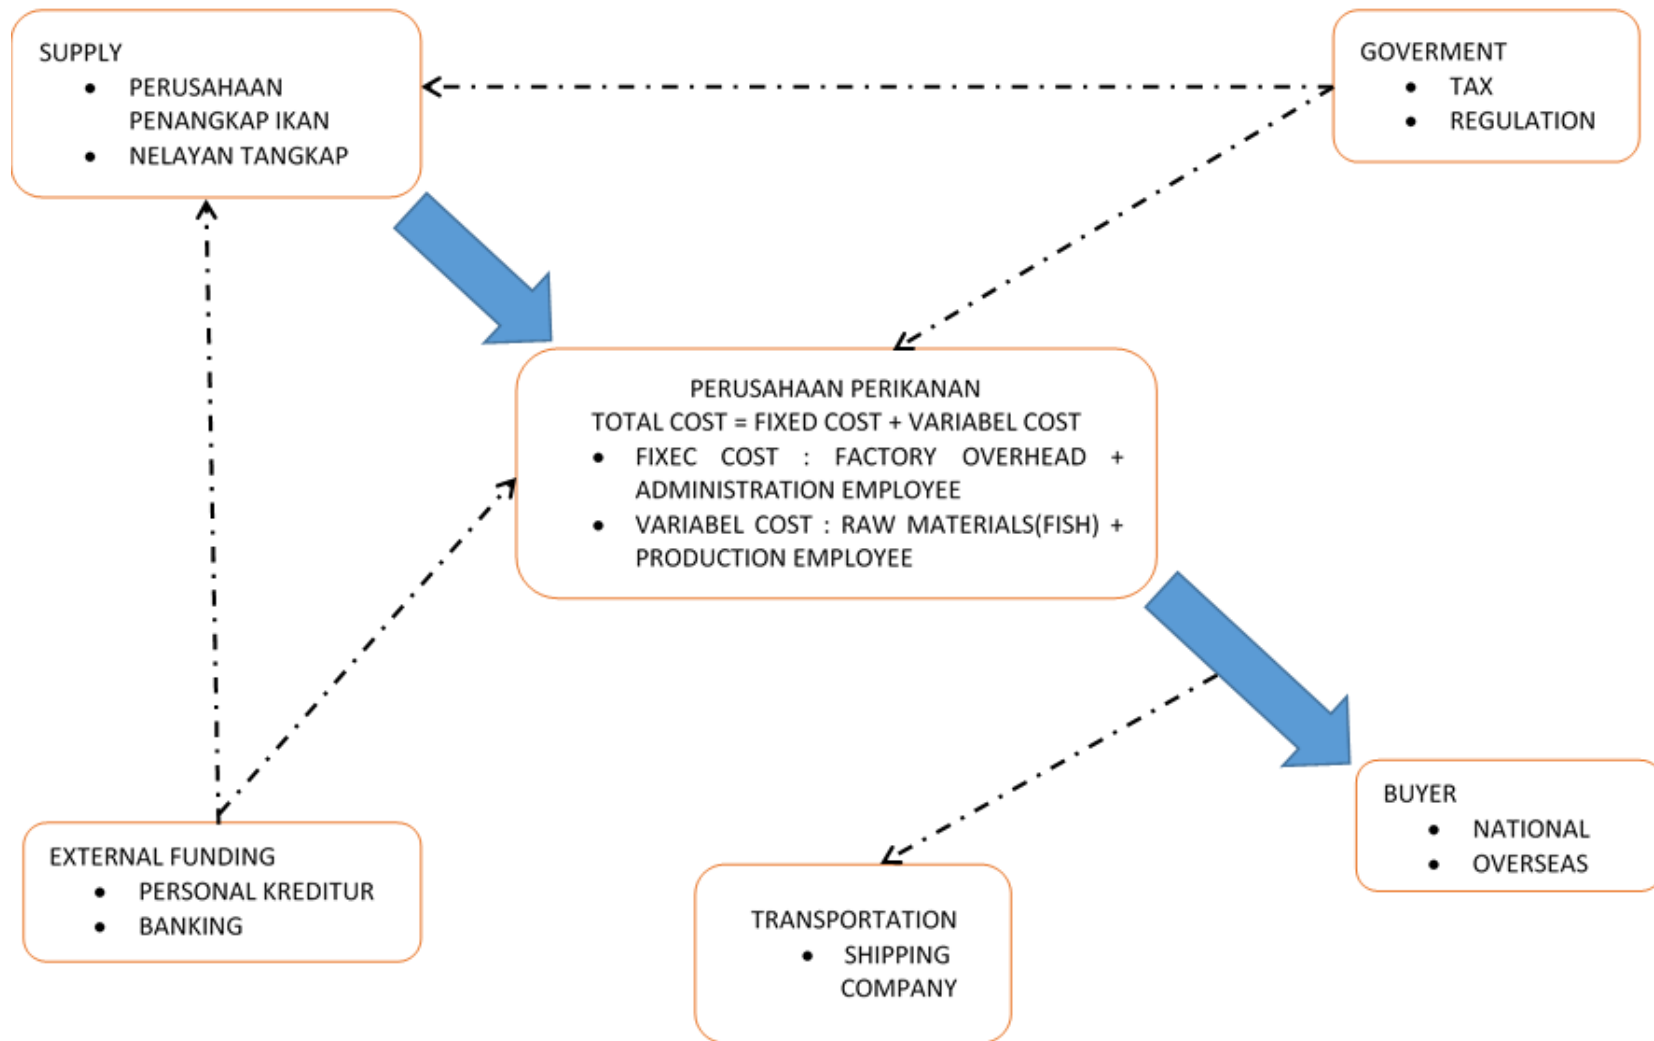 SUPPLY
• PERUSAHAAN
PENANGKAP IKAN
• NELAYAN TANGKAP
GOVERMENT
• TAX
• REGULATION
PERUSAHAAN PERIKANAN
TOTAL COST = FIXED COST + VARIABEL COST
• FIXEC COST : FACTORY OVERHEAD +
ADMINISTRATION EMPLOYEE
• VARIABEL COST : RAW MATERIALS(FISH) +
PRODUCTION EMPLOYEE
BUYER
• NATIONAL
• OVERSEAS
EXTERNAL FUNDING
• PERSONAL KREDITUR
• BANKING
TRANSPORTATION
• SHIPPING
COMPANY